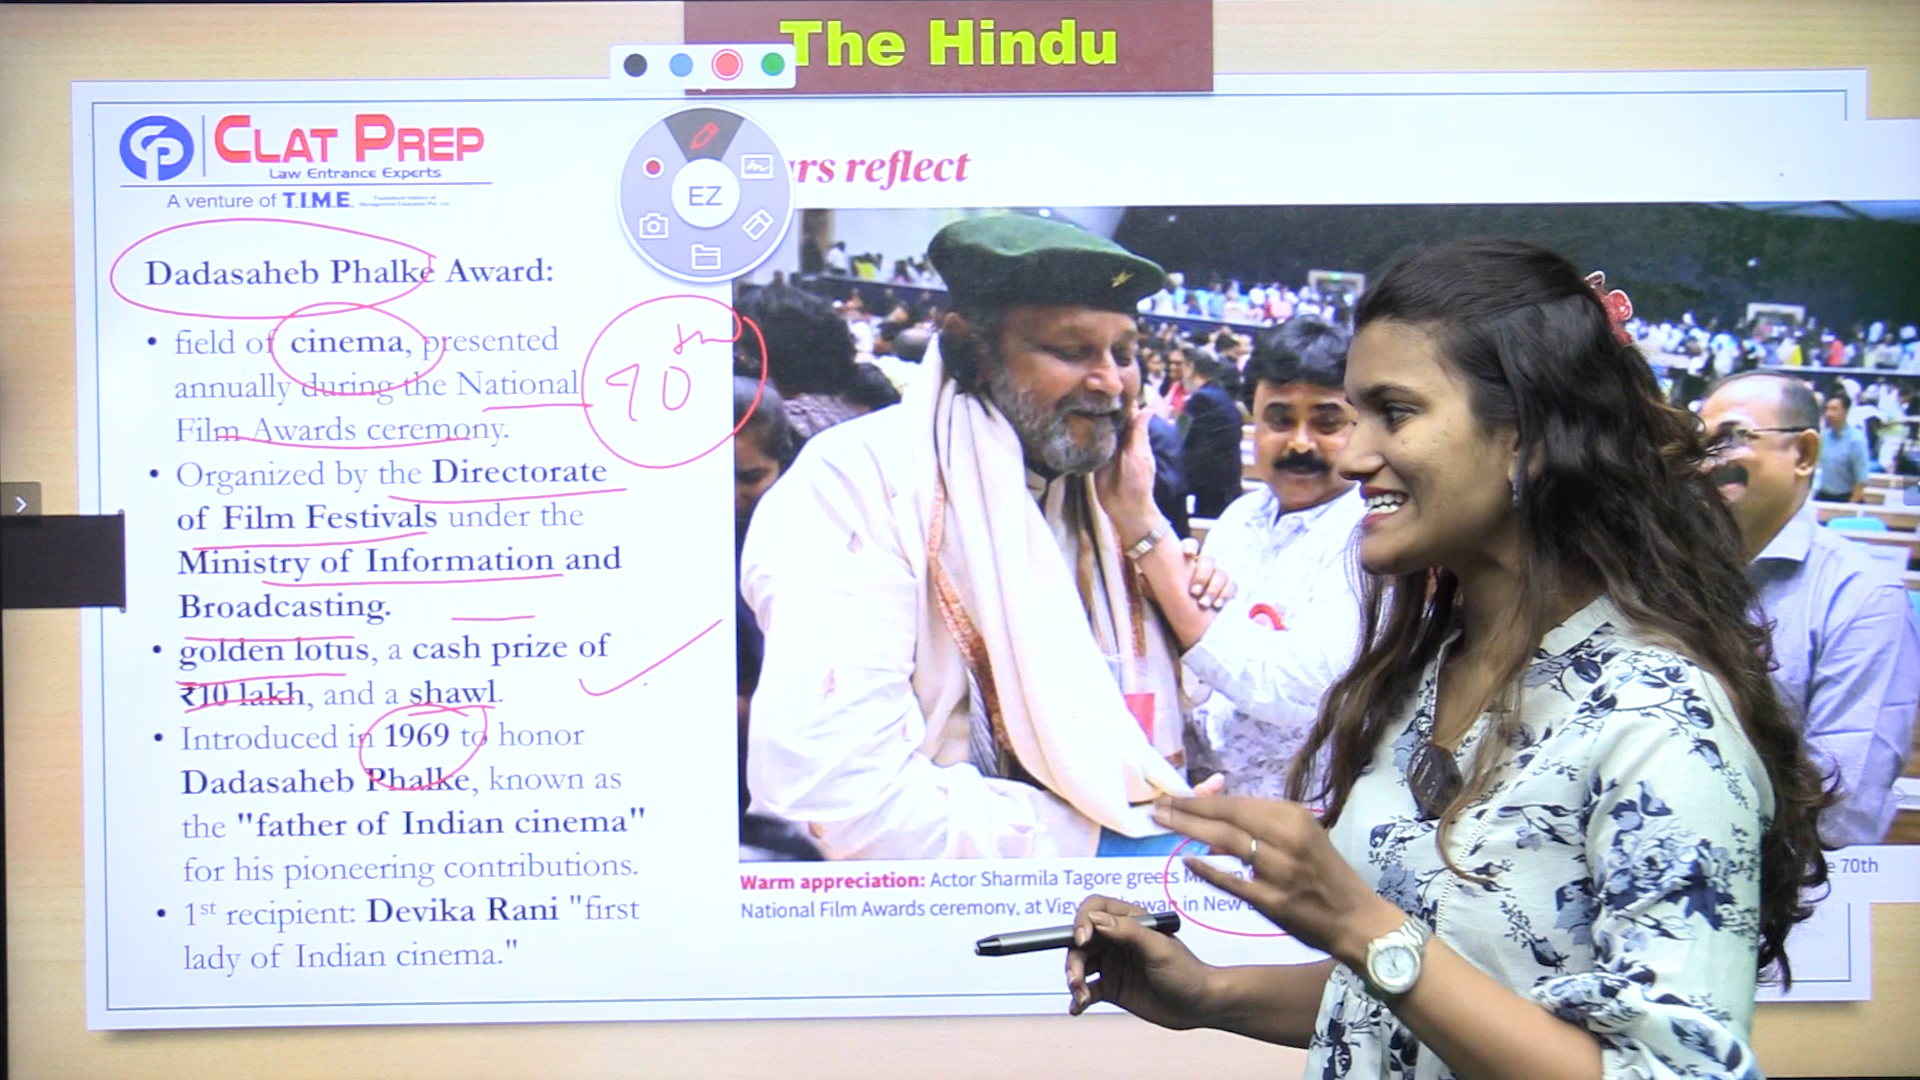 The Hindu
CLAT PREP
Law Entrance Experts
A venture of T.I.M.E.
EZ
rs reflect
Dadasaheb Phalke Award:
• field of cinema, presented
annually during the National
Film Awards ceremony.
90th
• Organized by the Directorate
of Film Festivals under the
Ministry of Information and
Broadcasting.
• golden lotus, a cash prize of
₹10 lakh, and a shawl.
• Introduced in 1969 to honor
Dadasaheb Phalke, known as
the "father of Indian cinema"
for his pioneering contributions.
• 1st recipient: Devika Rani "first
lady of Indian cinema."
Warm appreciation: Actor Sharmila Tagore greets 70th
National Film Awards ceremony, at in New